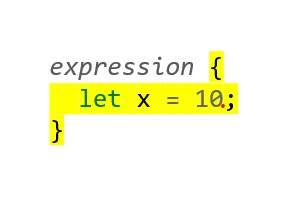 expression {
  let x = 10;
}